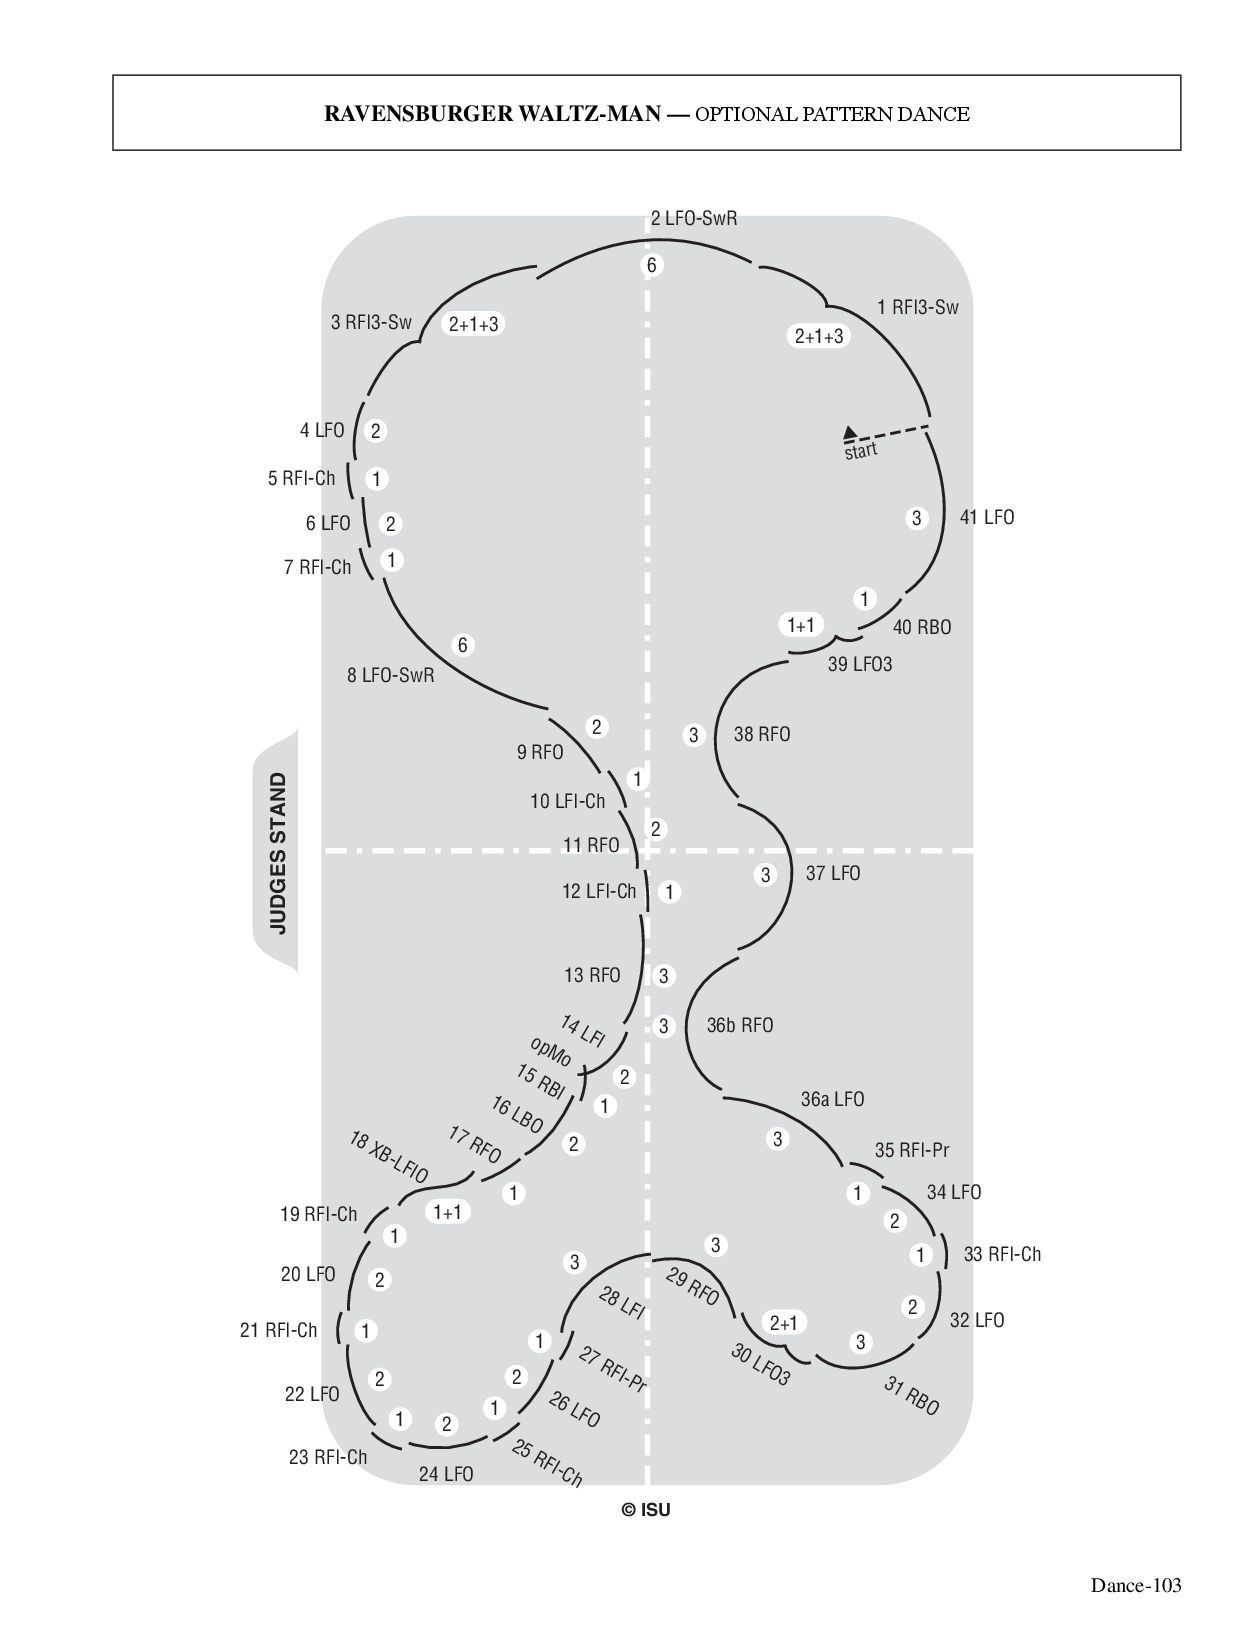 RAVENSBURGER WALTZ-MAN — OPTIONAL PATTERN DANCE
2 LFO-SwR
6
1 RFI3-Sw
2+1+3
3 RFI3-Sw
2+1+3
start
4 LFO
2
5 RFI-Ch
1
6 LFO
2
7 RFI-Ch
1
3
41 LFO
1
40 RBO
1+1
39 LFO3
6
8 LFO-SwR
2
9 RFO
3
38 RFO
1
10 LFI-Ch
2
11 RFO
JUDGES STAND
3
37 LFO
12 LFI-Ch
1
13 RFO
3
14 LFI
3
36b RFO
opMo
2
15 RBI
1
16 LBO
2
36a LFO
3
17 RFO
1
18 XB-LFIO
1+1
35 RFI-Pr
1
34 LFO
2
19 RFI-Ch
1
33 RFI-Ch
1
20 LFO
2
3
28 LFI
3
29 RFO
32 LFO
2
21 RFI-Ch
1
1
27 RFI-Pr
2+1
30 LFO3
3
31 RBO
22 LFO
2
2
26 LFO
1
2
1
23 RFI-Ch
24 LFO
25 RFI-Ch
© ISU
Dance-103